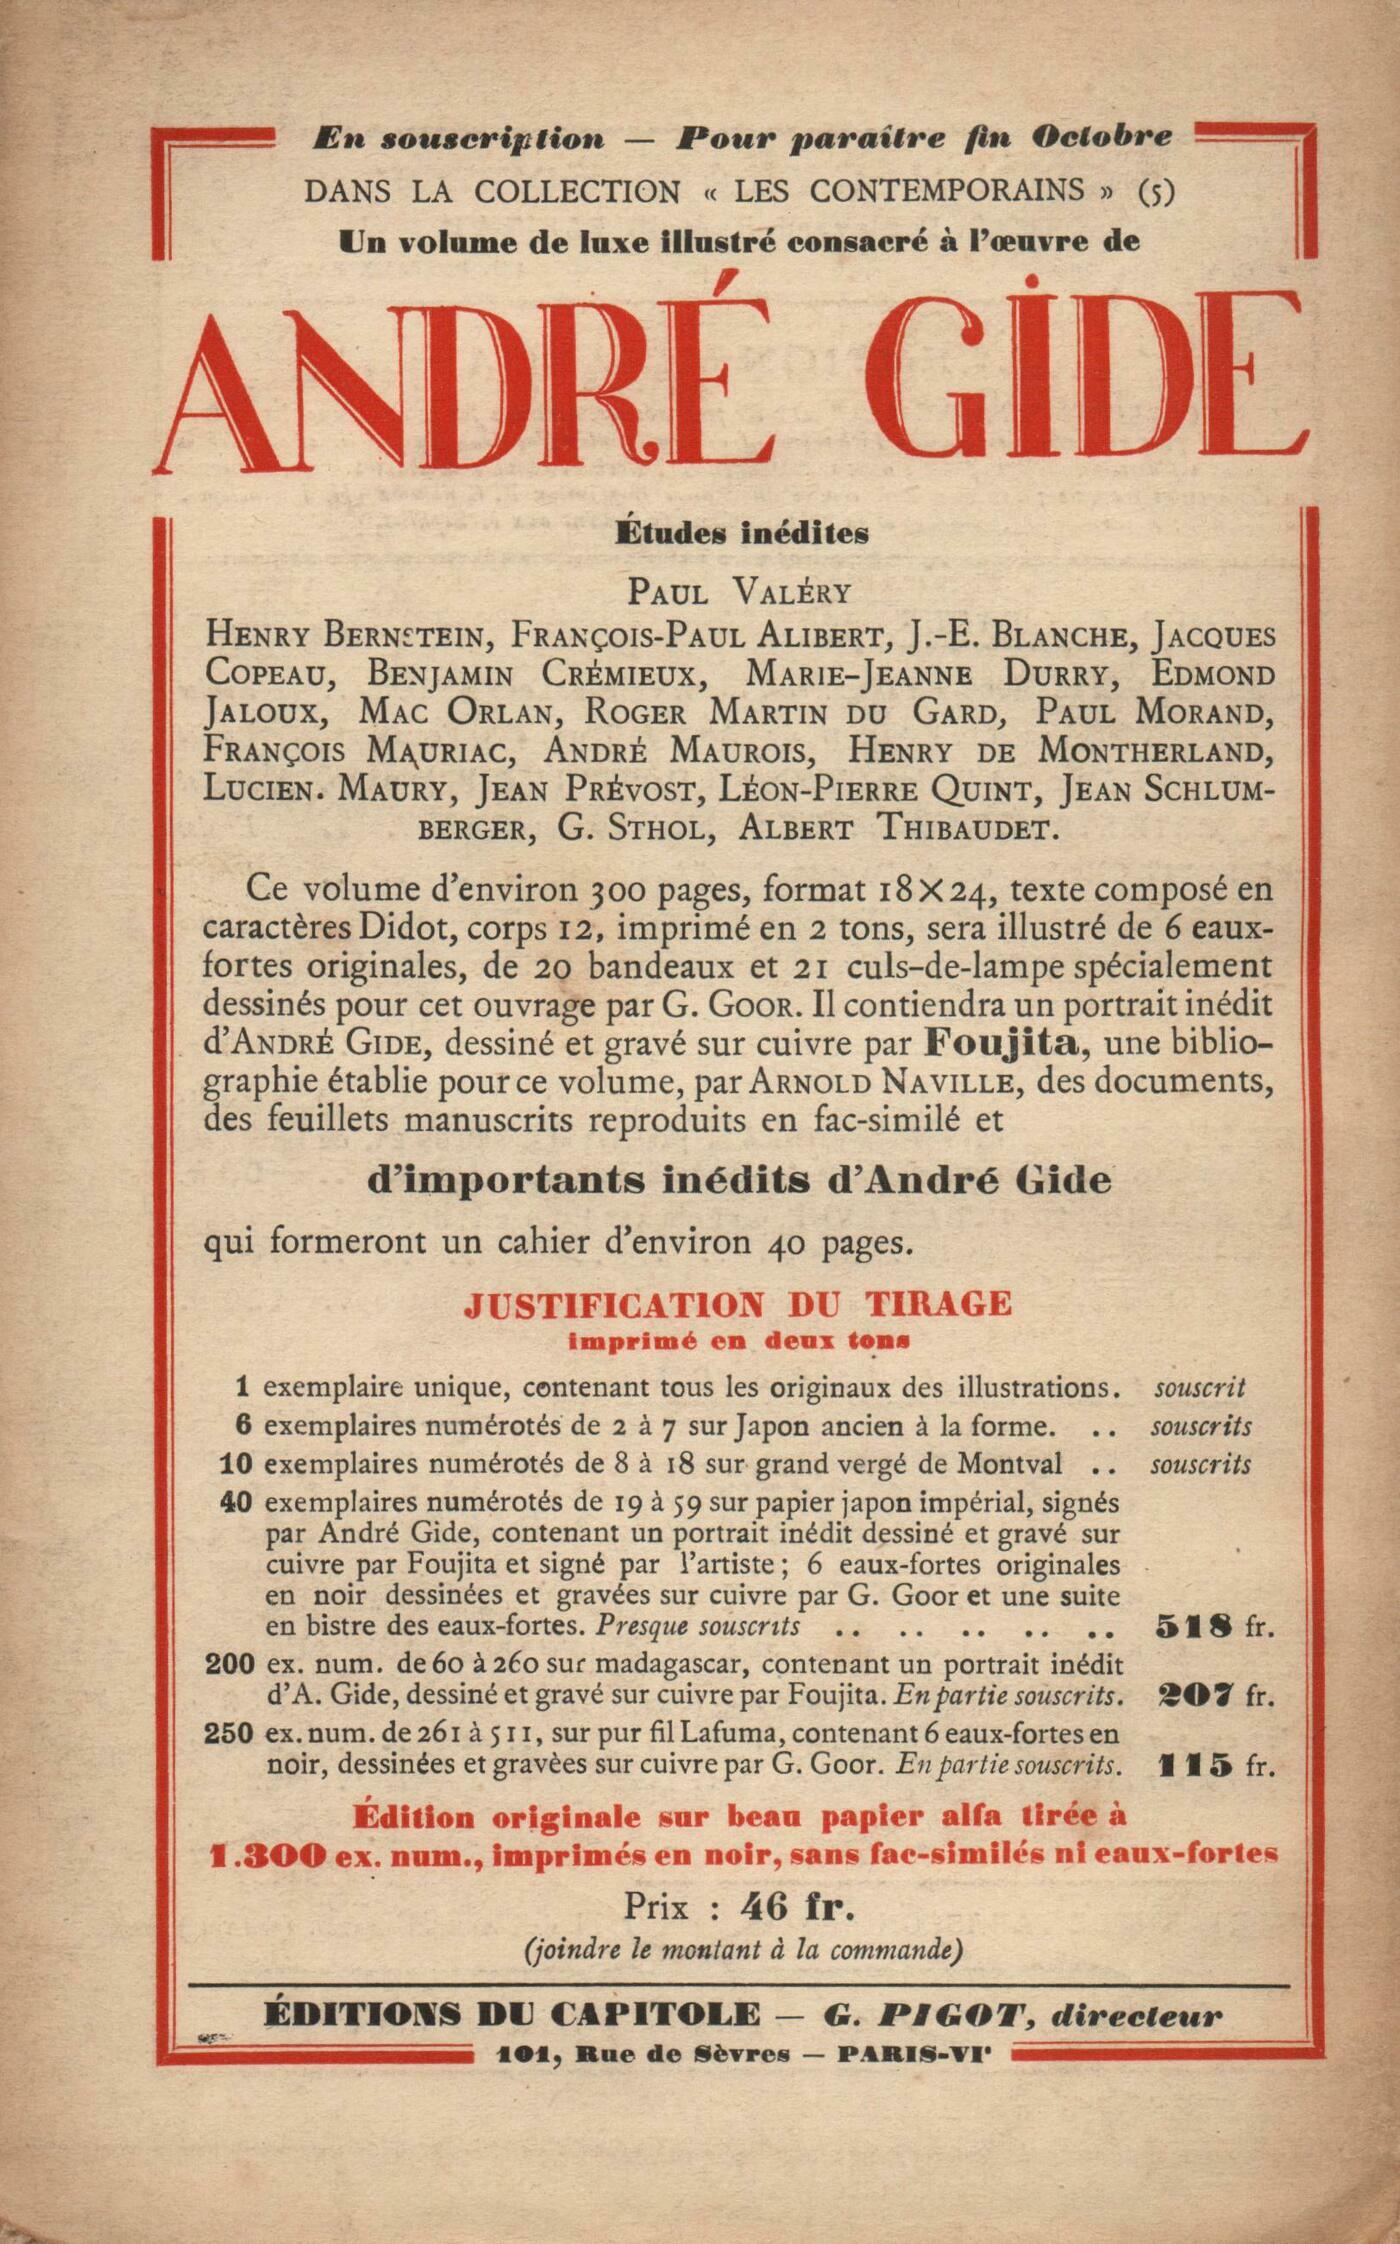 En souscription — Pour paraître fin Octobre
DANS LA COLLECTION « LES CONTEMPORAINS » (5)
Un volume de luxe illustré consacré à l'œuvre de
ANDRÉ GIDE
Études inédites
PAUL VALÉRY
HENRY BERNSTEIN, FRANÇOIS-PAUL ALIBERT, J.-E. BLANCHE, JACQUES
COPEAU, BENJAMIN CRÉMIEUX, MARIE-JEANNE DURRY, EDMOND
JALOUX, MAC ORLAN, ROGER MARTIN DU GARD, PAUL MORAND,
FRANÇOIS MAURIAC, ANDRÉ MAUROIS, HENRY DE MONTHERLAND,
LUCIEN. MAURY, JEAN PRÉVOST, LÉON-PIERRE QUINT, JEAN SCHLUM-
BERGER, G. STHOL, ALBERT THIBAUDET.
Ce volume d'environ 300 pages, format 18×24, texte composé en
caractères Didot, corps 12, imprimé en 2 tons, sera illustré de 6 eaux-
fortes originales, de 20 bandeaux et 21 culs-de-lampe spécialement
dessinés pour cet ouvrage par G. GOOR. Il contiendra un portrait inédit
d'ANDRÉ GIDE, dessiné et gravé sur cuivre par Foujita, une biblio-
graphie établie pour ce volume, par ARNOLD NAVILLE, des documents,
des feuillets manuscrits reproduits en fac-similé et
d'importants inédits d'André Gide
qui formeront un cahier d'environ 40 pages.
JUSTIFICATION DU TIRAGE
imprimé en deux tons
1 exemplaire unique, contenant tous les originaux des illustrations. souscrit
6 exemplaires numérotés de 2 à 7 sur Japon ancien à la forme. .. souscrits
10 exemplaires numérotés de 8 à 18 sur grand vergé de Montval .. souscrits
40 exemplaires numérotés de 19 à 59 sur papier japon impérial, signés
par André Gide, contenant un portrait inédit dessiné et gravé sur
cuivre par Foujita et signé par l'artiste; 6 eaux-fortes originales
en noir dessinées et gravées sur cuivre par G. Goor et une suite
en bistre des eaux-fortes. Presque souscrits .. .. .. .. .. 518 fr.
200 ex. num. de 60 à 260 sur madagascar, contenant un portrait inédit
d'A. Gide, dessiné et gravé sur cuivre par Foujita. En partie souscrits. 207 fr.
250 ex. num. de 261 à 511, sur pur fil Lafuma, contenant 6 eaux-fortes en
noir, dessinées et gravèes sur cuivre par G. Goor. En partie souscrits. 115 fr.
Édition originale sur beau papier alfa tirée à
1.300 ex. num., imprimés en noir, sans fac-similés ni eaux-fortes
Prix : 46 fr.
(joindre le montant à la commande)
ÉDITIONS DU CAPITOLE — G. PIGOT, directeur
101, Rue de Sèvres — PARIS-VIe